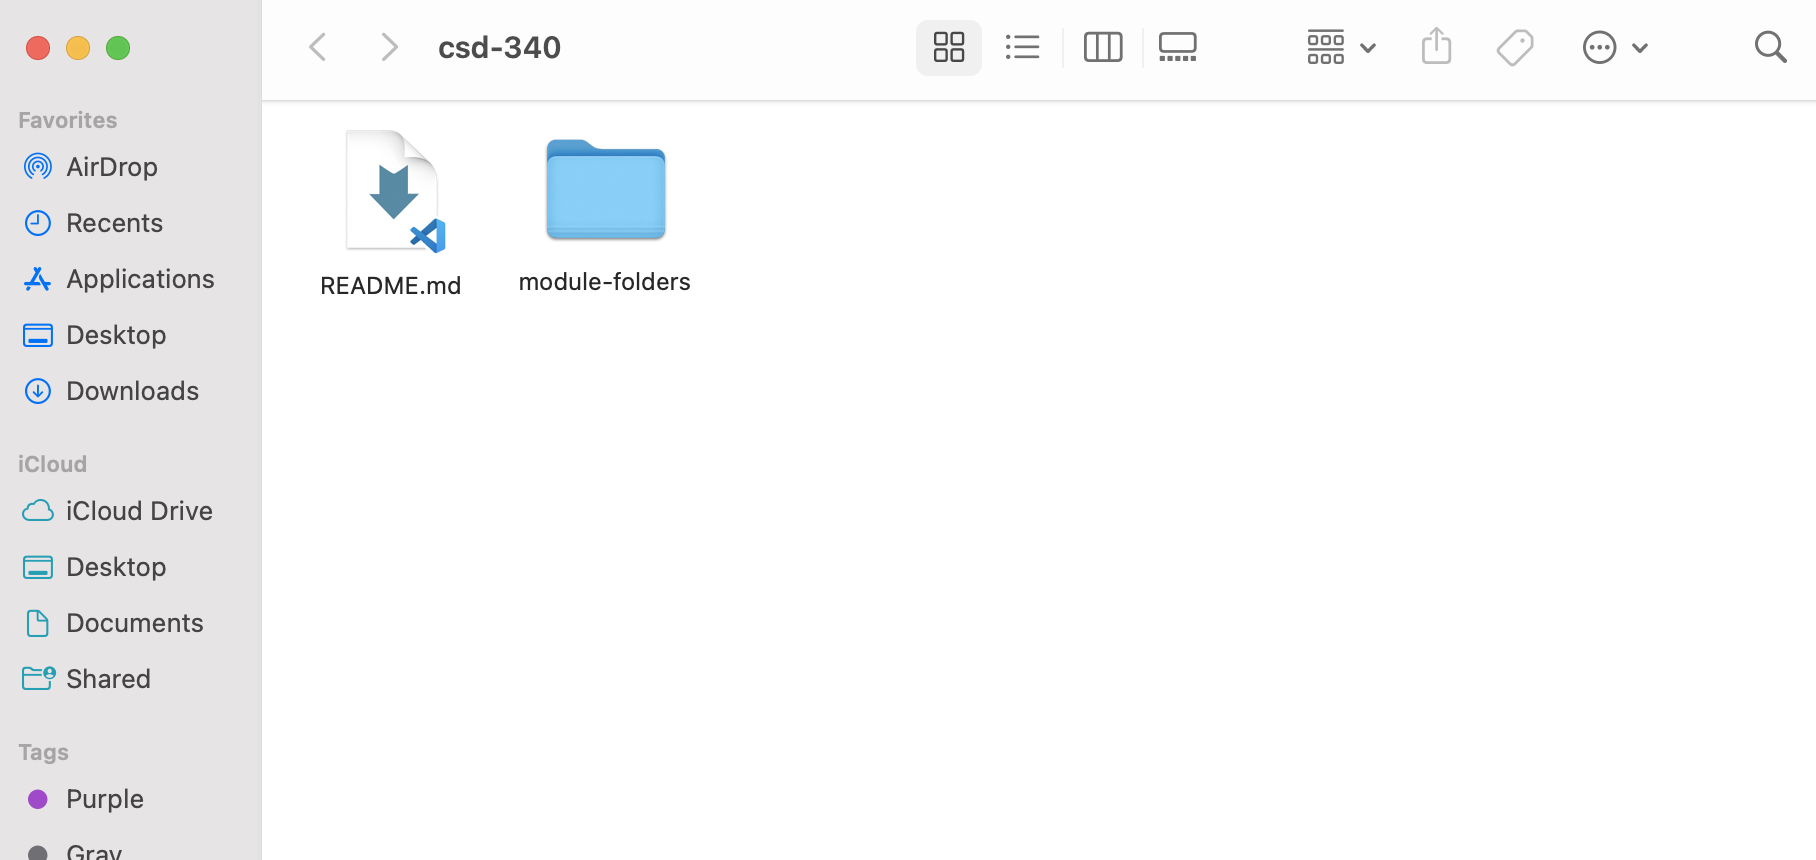 csd-340
Favorites
AirDrop
Recents
Applications
Desktop
Downloads
iCloud
iCloud Drive
Desktop
Documents
Shared
Tags
Purple
Gray
README.md
module-folders